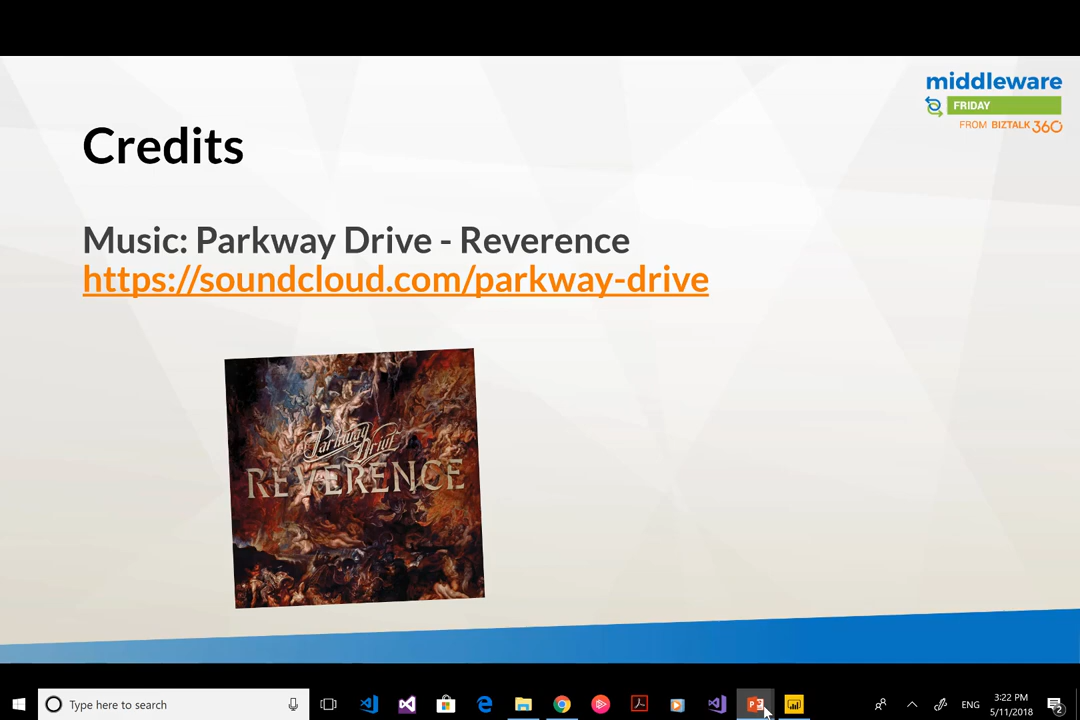 middleware
FRIDAY
FROM BIZTALK 360
Credits
Music: Parkway Drive - Reverence
https://soundcloud.com/parkway-drive
Parkway
Drive
REVERENCE
Type here to search
ENG
3:22 PM
5/11/2018
2